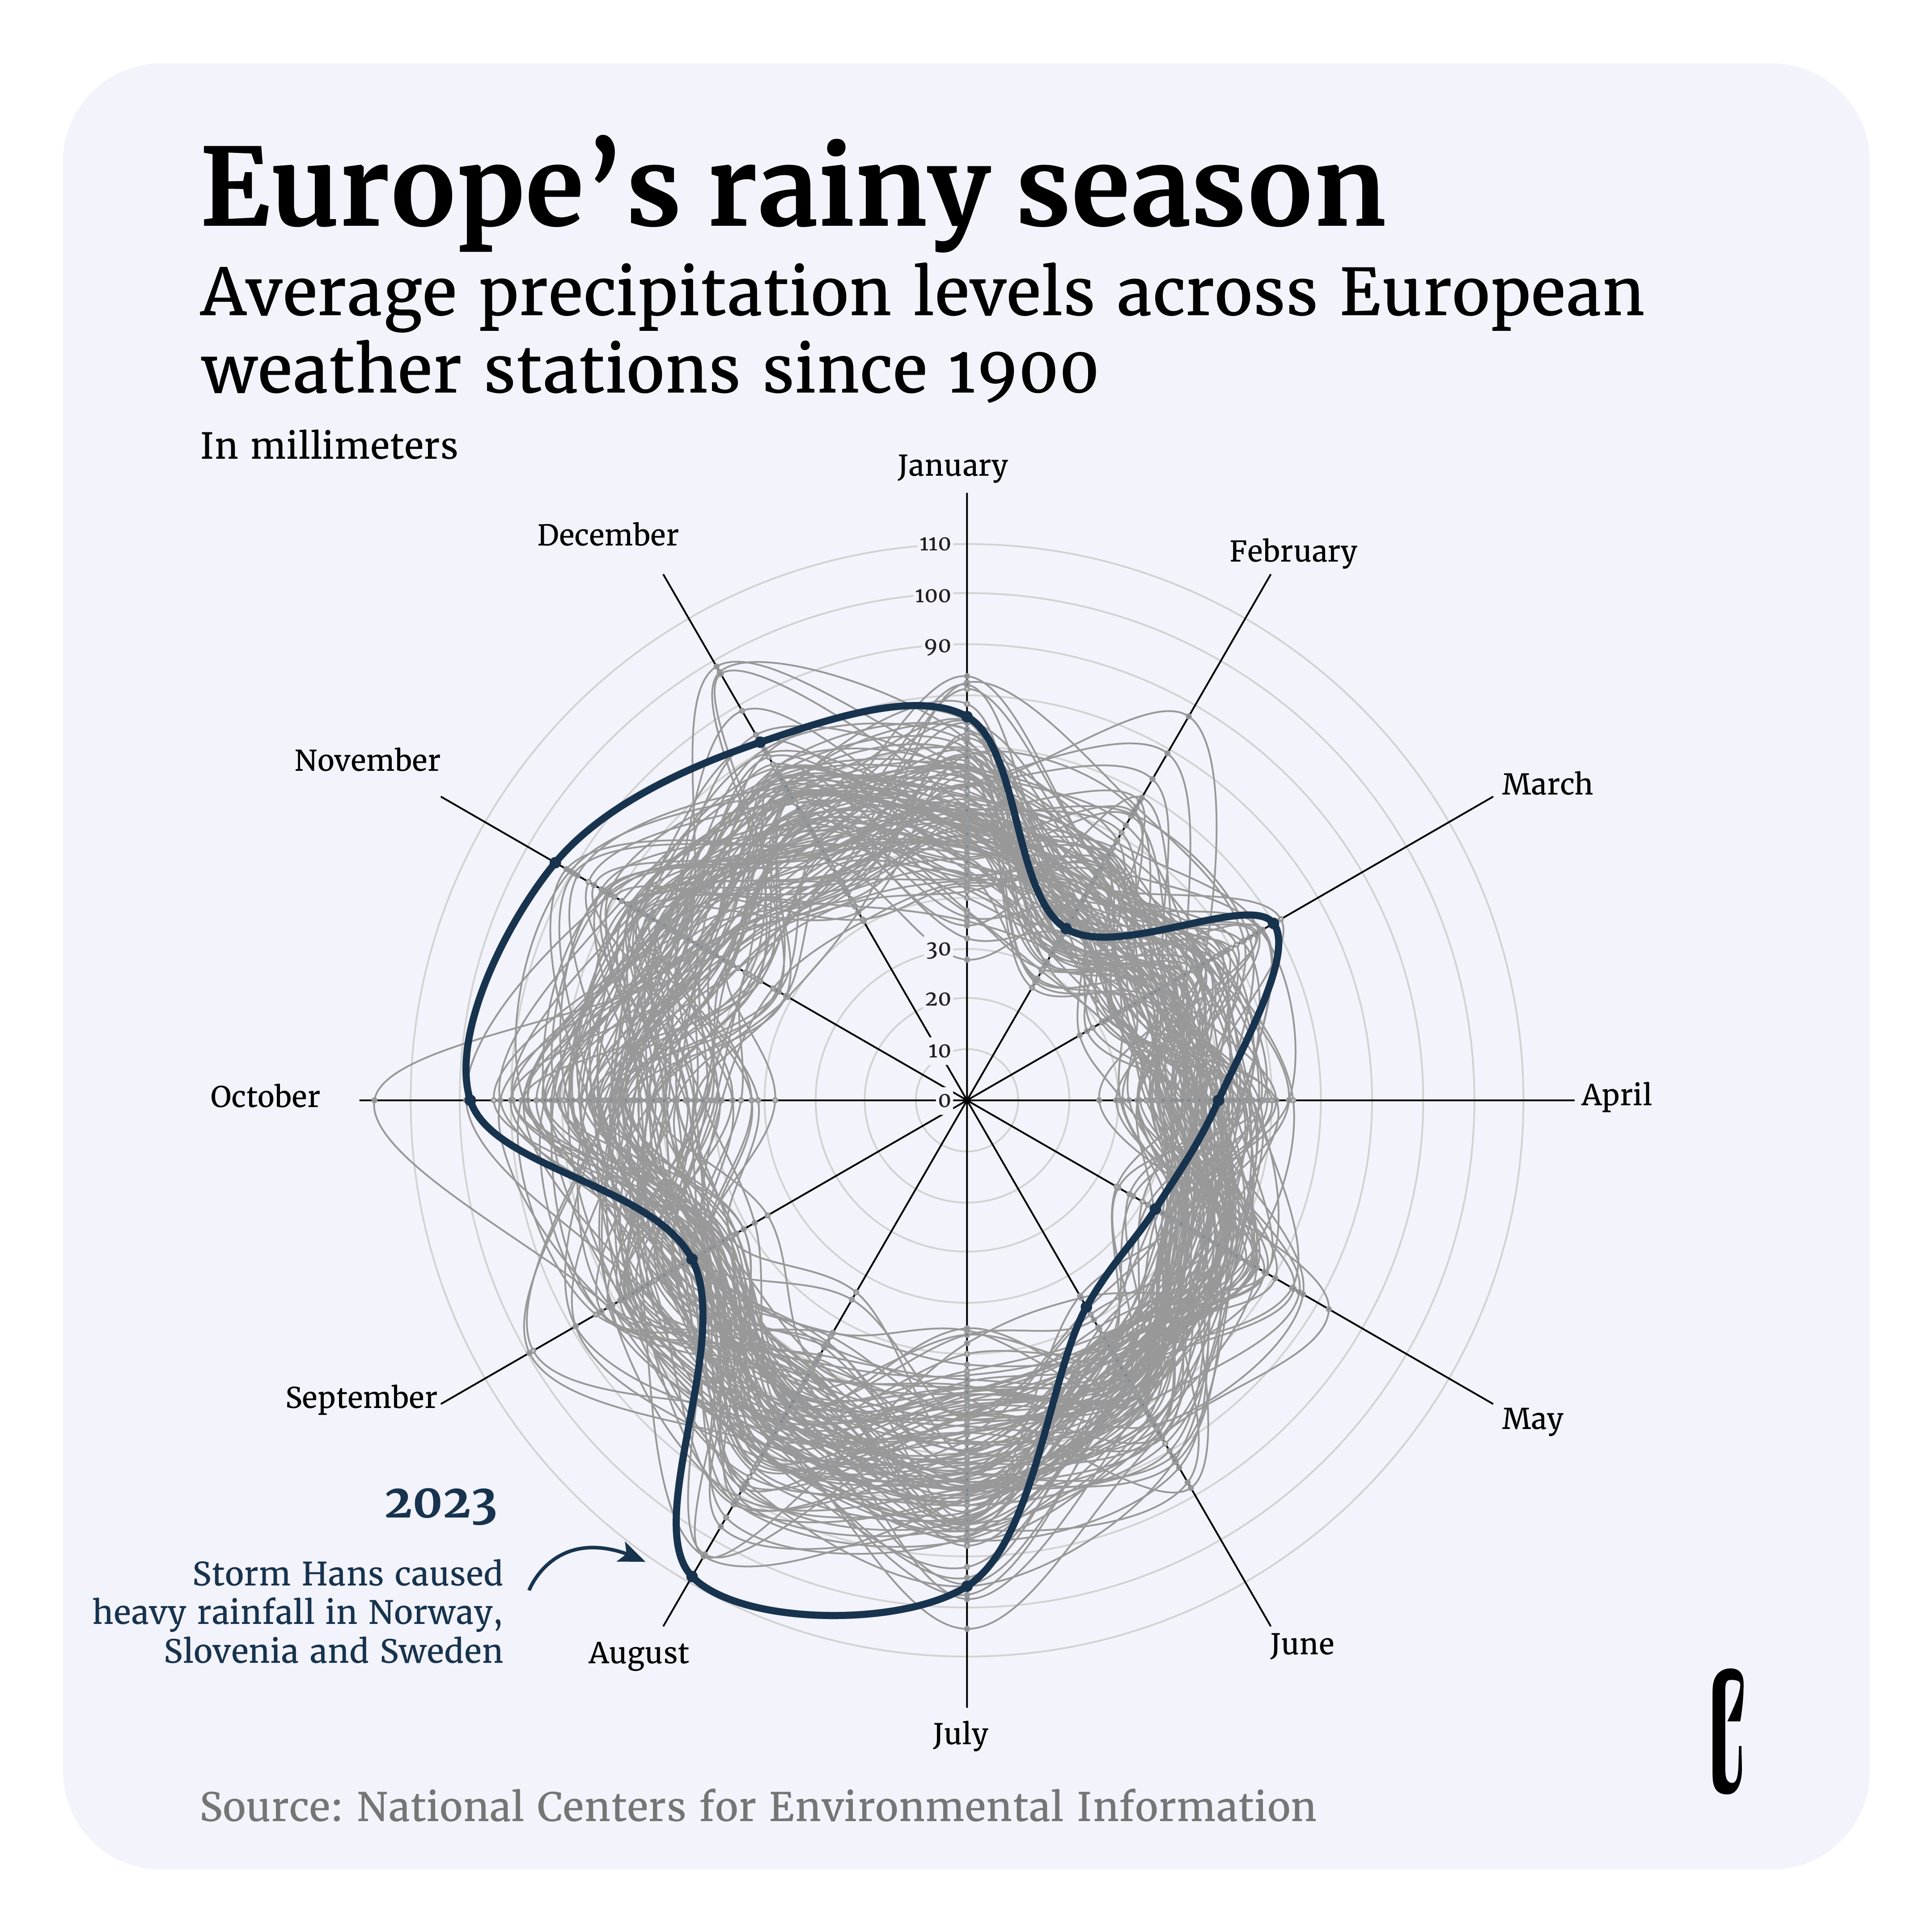 Europe’s rainy season
Average precipitation levels across European
weather stations since 1900
In millimeters
January
December
February
110
100
90
November
March
30
20
10
October
0
April
September
May
2023
Storm Hans caused
heavy rainfall in Norway,
Slovenia and Sweden
August
June
July
Source: National Centers for Environmental Information